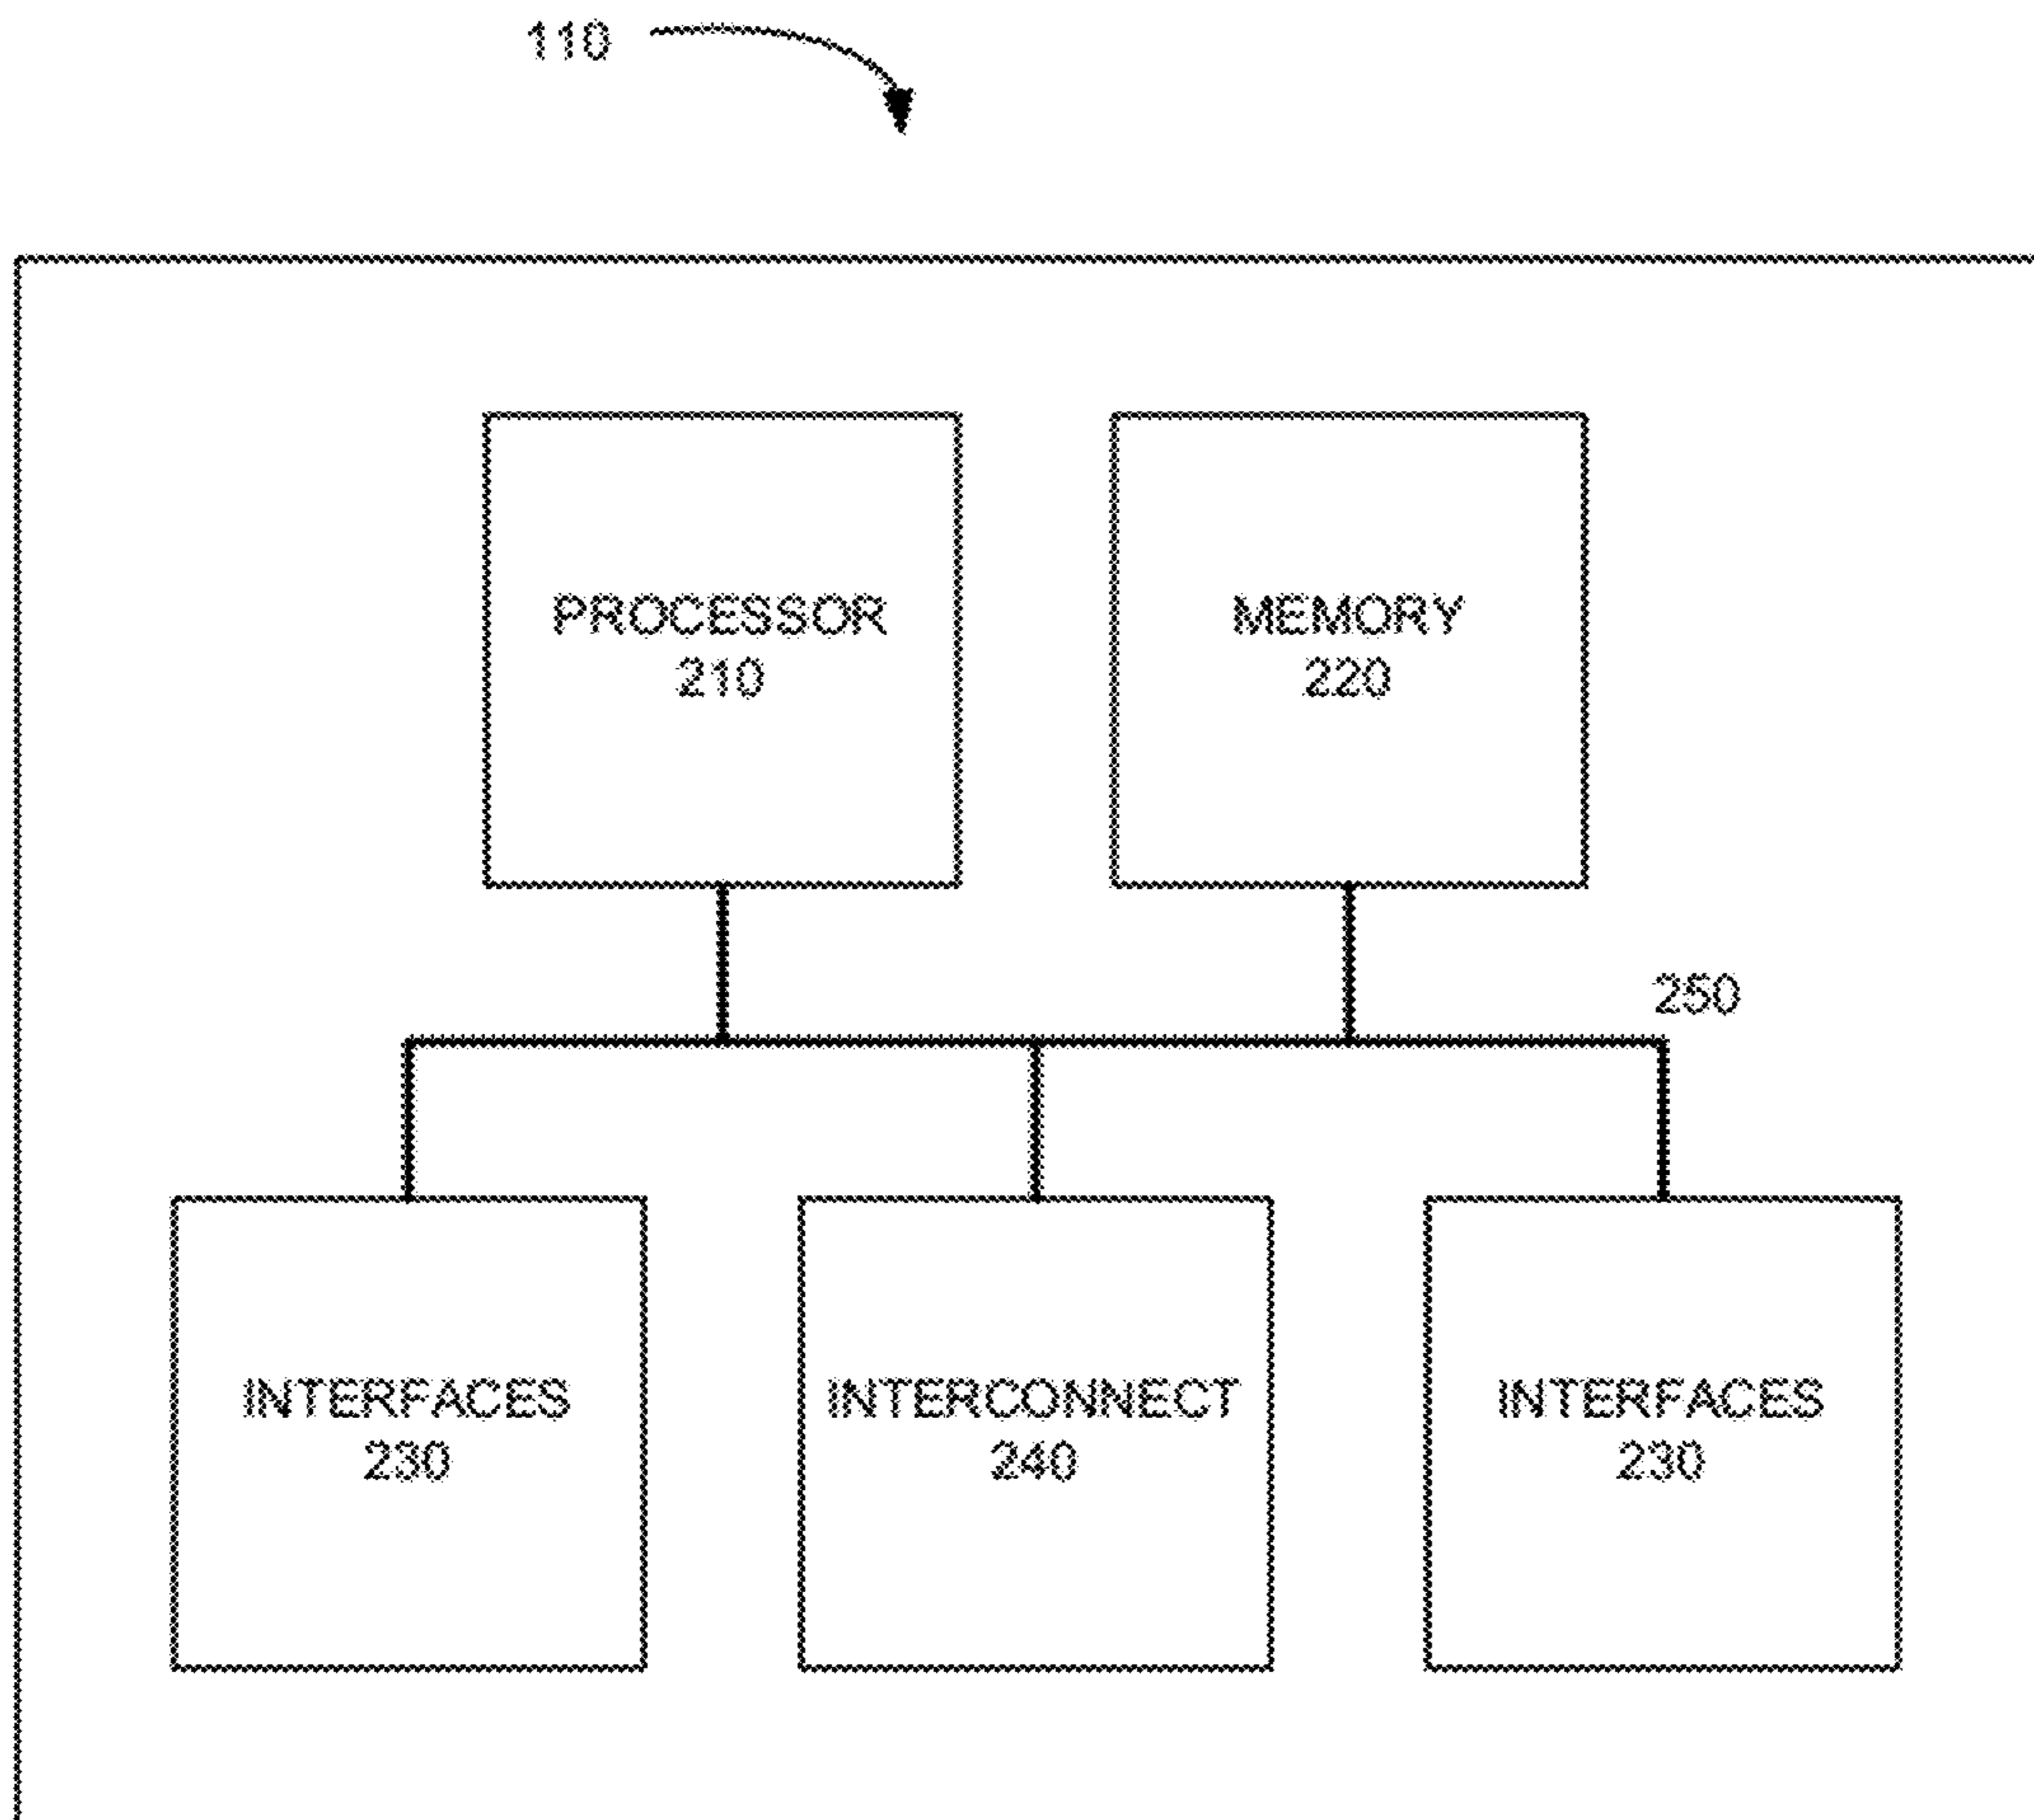 110
PROCESSOR
210
MEMORY
220
250
INTERFACES
230
INTERCONNECT
240
INTERFACES
230